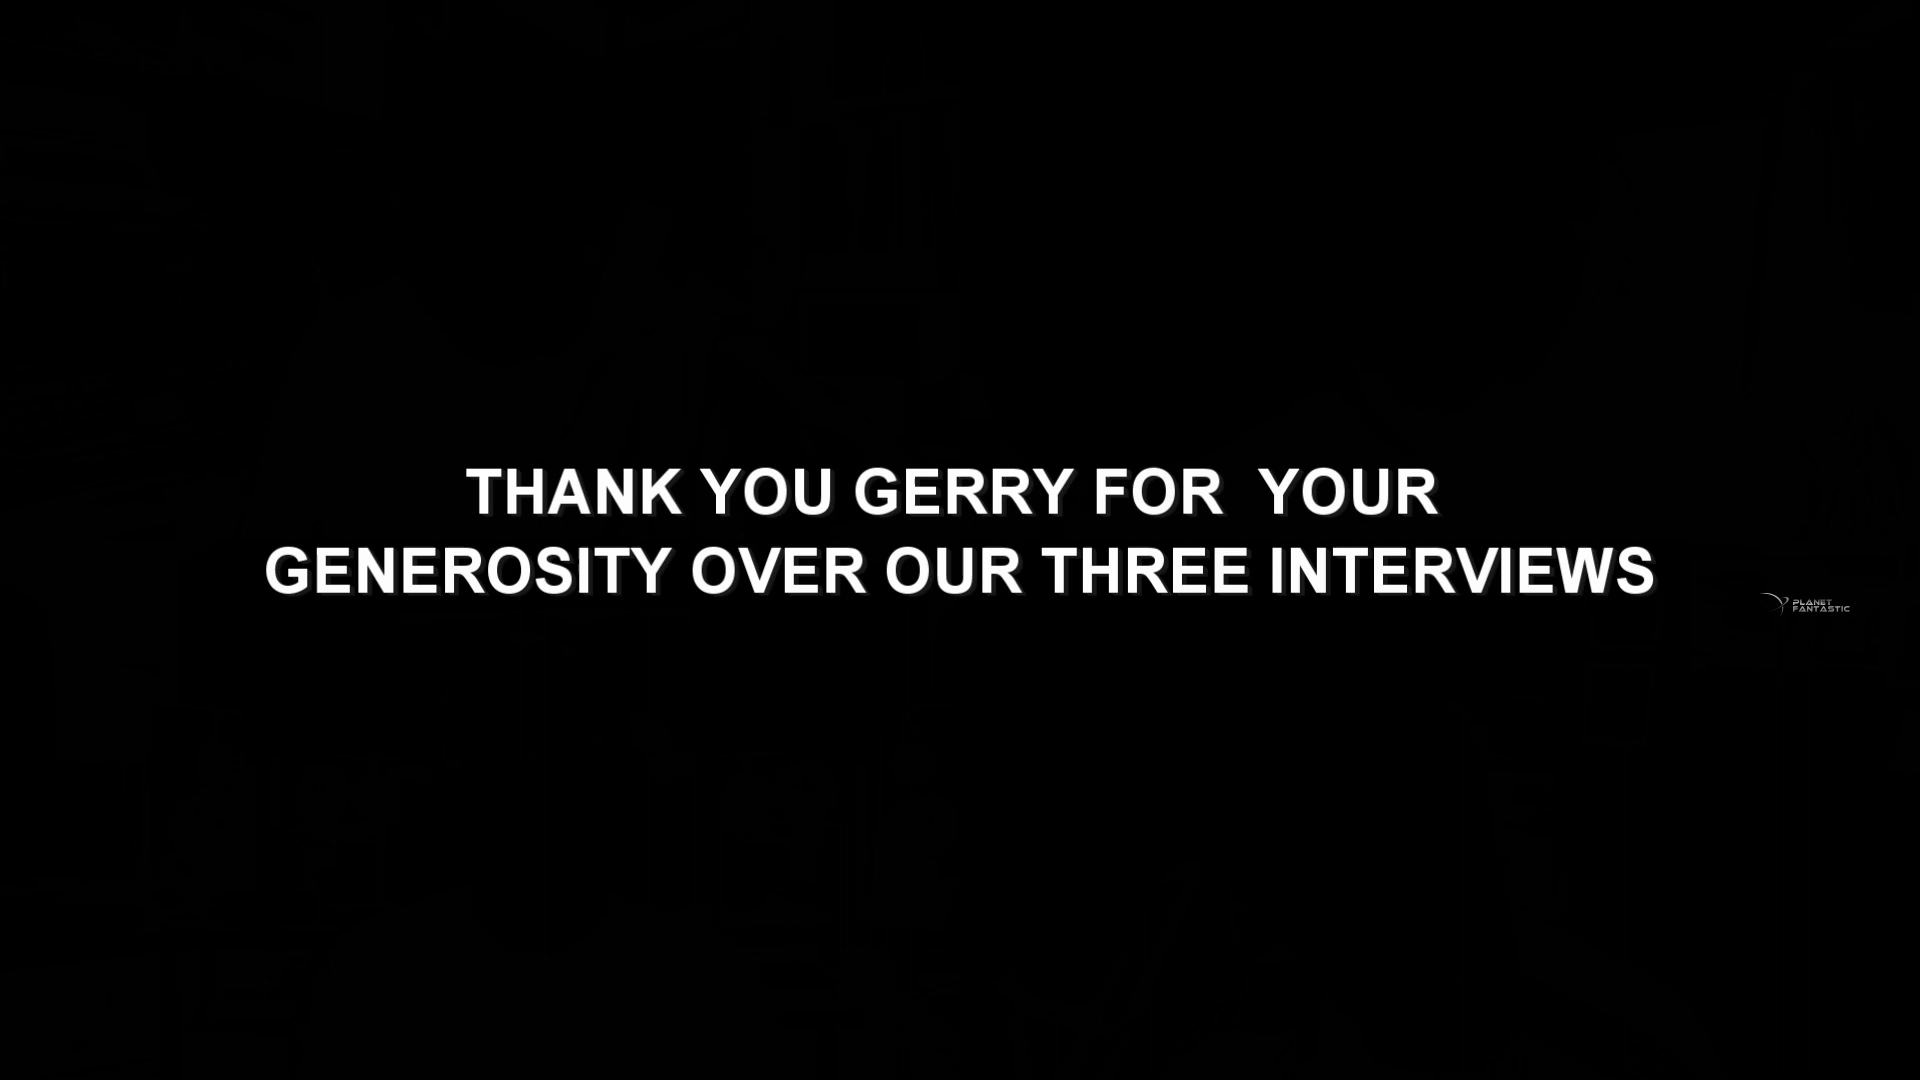 THANK YOU GERRY FOR  YOUR
GENEROSITY OVER OUR THREE INTERVIEWS
PLANET
FANTASTIC